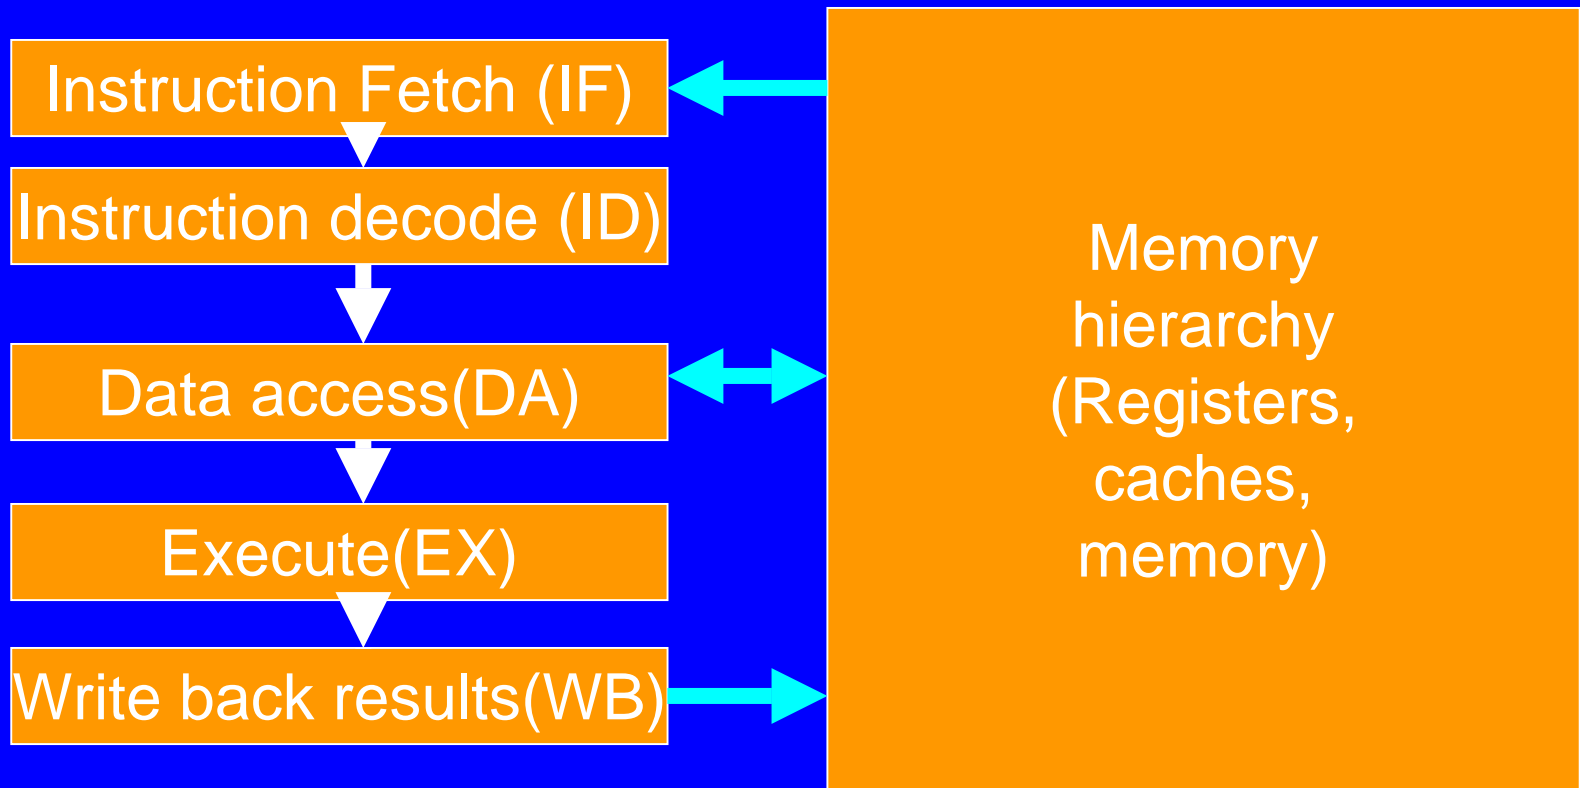 Instruction Fetch (IF)
Instruction decode (ID)
Data access(DA)
Execute(EX)
Write back results(WB)
Memory
hierarchy
(Registers,
caches,
memory)